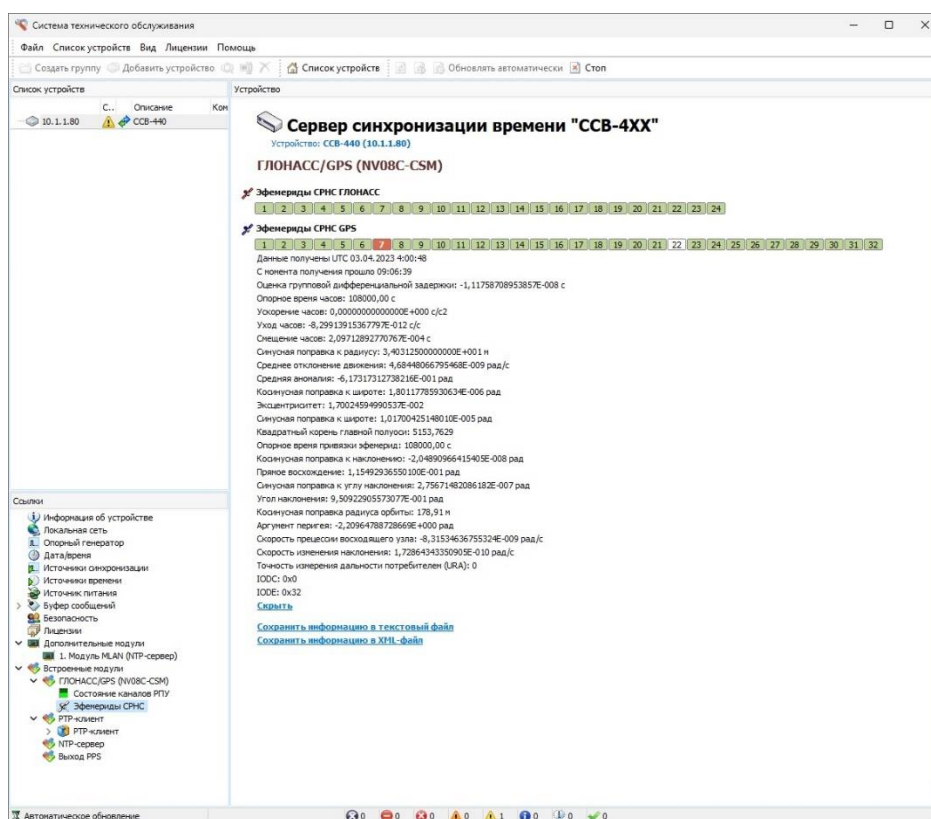 Система технического обслуживания
Файл Список устройств Вид Лицензии Помощь
Создать группу Добавить устройство Список устройств Обновлять автоматически Стоп
Список устройств
С.. Описание Ком
10.1.1.80 ССВ-440
Ссылки
Информация об устройстве
Локальная сеть
Опорный генератор
Дата/время
Источники синхронизации
Источники времени
Источник питания
Буфер сообщений
Безопасность
Лицензии
Дополнительные модули
1. Модуль MLAN (NTP-сервер)
Встроенные модули
ГЛОНАСС/GPS (NV08C-CSM)
Состояние каналов РПУ
Эфемериды СРНС
PTP-клиент
PTP-клиент
NTP-сервер
Выход PPS
Устройство
Сервер синхронизации времени "ССВ-4XX"
Устройство: ССВ-440 (10.1.1.80)
ГЛОНАСС/GPS (NV08C-CSM)
Эфемериды СРНС ГЛОНАСС
1 2 3 4 5 6 7 8 9 10 11 12 13 14 15 16 17 18 19 20 21 22 23 24
Эфемериды СРНС GPS
1 2 3 4 5 6 7 8 9 10 11 12 13 14 15 16 17 18 19 20 21 22 23 24 25 26 27 28 29 30 31 32
Данные получены UTC 03.04.2023 4:00:48
С момента получения прошло 09:06:39
Оценка групповой дифференциальной задержки: -1,11758708953857E-008 с
Опорное время часов: 108000,00 с
Ускорение часов: 0,00000000000000E+000 с/с2
Уход часов: -8,29913915367797E-012 с/с
Смещение часов: 2,09712892770767E-004 с
Синусная поправка к радиусу: 3,40312500000000E+001 м
Среднее отклонение движения: 4,68448066795468E-009 рад/с
Средняя аномалия: -6,17317312738216E-001 рад
Косинусная поправка к широте: 1,80117785930634E-006 рад
Эксцентриситет: 1,70024594990537E-002
Синусная поправка к широте: 1,01700425148010E-005 рад
Квадратный корень главной полуоси: 5153,7629
Опорное время привязки эфемерид: 108000,00 с
Косинусная поправка к наклонению: -2,04890966415405E-008 рад
Прямое восхождение: 1,15492936550100E-001 рад
Синусная поправка к углу наклонения: 2,75671482086182E-007 рад
Угол наклонения: 9,50922905573077E-001 рад
Косинусная поправка радиуса орбиты: 178,91 м
Аргумент перигея: -2,20964788728669E+000 рад
Скорость прецессии восходящего узла: -8,31534636755324E-009 рад/с
Скорость изменения наклонения: 1,72864343350905E-010 рад/с
Точность измерения дальности потребителем (URA): 0
IODC: 0x0
IODE: 0x32
Скрыть
Сохранить информацию в текстовый файл
Сохранить информацию в XML-файл
Автоматическое обновление 0 0 0 0 1 0 0 0